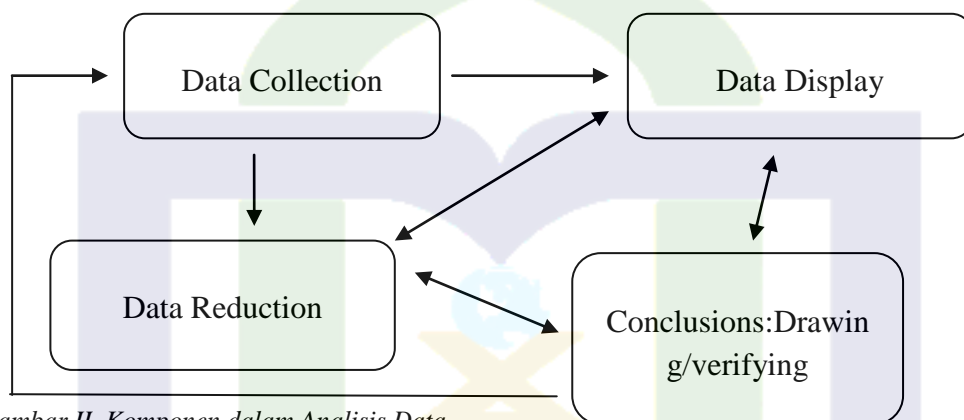 Data Collection
Data Display
Data Reduction
Conclusions:Drawin
g/verifying
ambar II. Komponen dalam Analisis Data